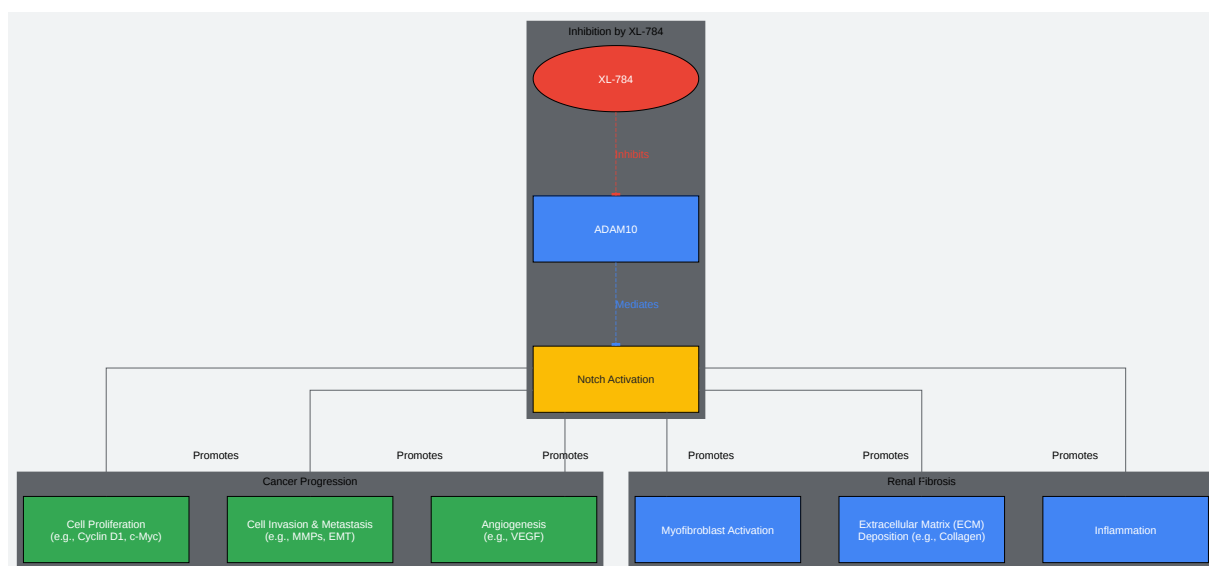 Inhibition by XL-784
XL-784
Inhibits
ADAM10
Mediates
Notch Activation
Promotes
Promotes
Promotes
Promotes
Promotes
Promotes
Cancer Progression
Renal Fibrosis
Cell Proliferation
(e.g., Cyclin D1, c-Myc)
Cell Invasion & Metastasis
(e.g., MMPs, EMT)
Angiogenesis
(e.g., VEGF)
Myofibroblast Activation
Extracellular Matrix (ECM)
Deposition (e.g., Collagen)
Inflammation